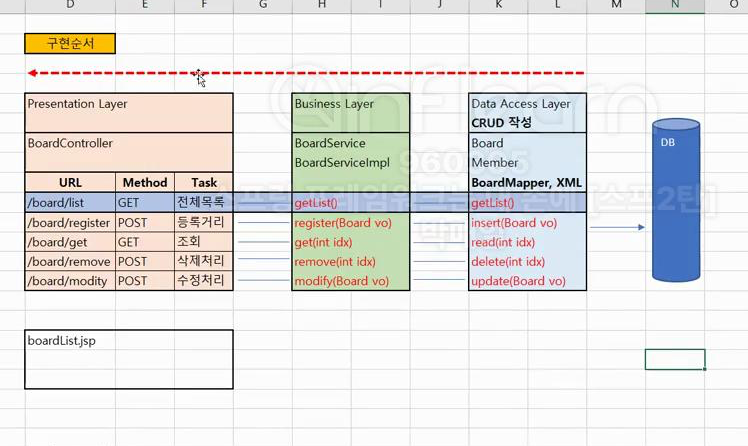 D E F G H I J K L M N O
구현순서
Presentation Layer
Business Layer
Data Access Layer
CRUD 작성
BoardController
BoardService
BoardServiceImpl
Board
Member
BoardMapper, XML
DB
URL Method Task
/board/list GET 전체목록 getList() getList()
/board/register POST 등록거리 register(Board vo) insert(Board vo)
/board/get GET 조회 get(int idx) read(int idx)
/board/remove POST 삭제처리 remove(int idx) delete(int idx)
/board/modity POST 수정처리 modify(Board vo) update(Board vo)
boardList.jsp
inflearn